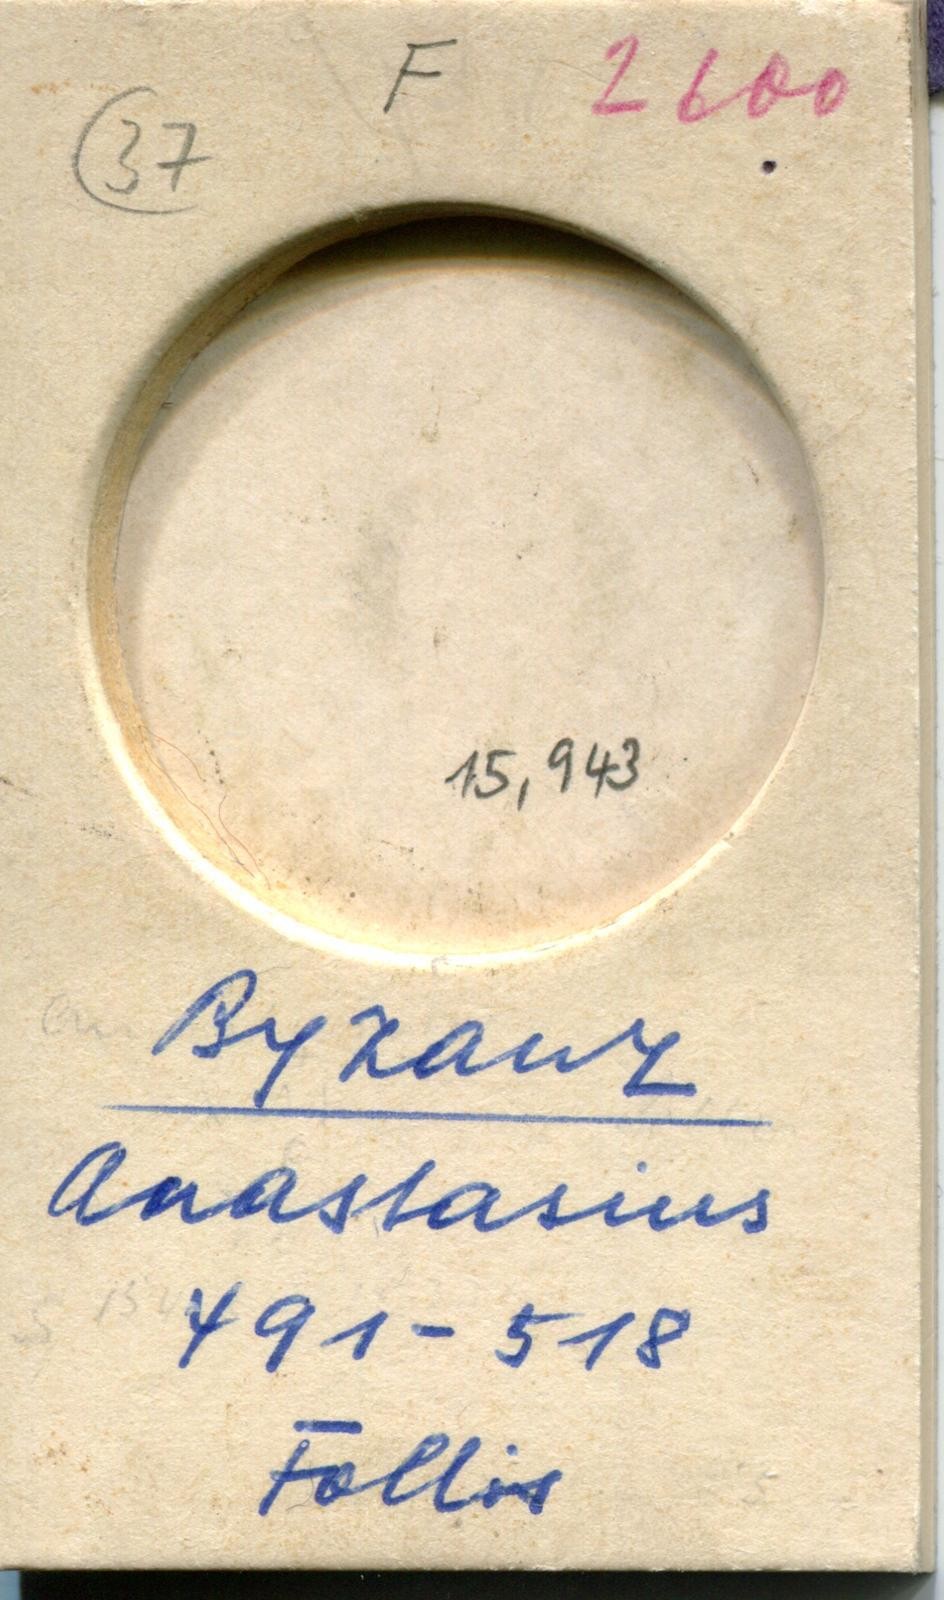 F 2600
37
15,943
Byzanz
Anastasius
491-518
Follis